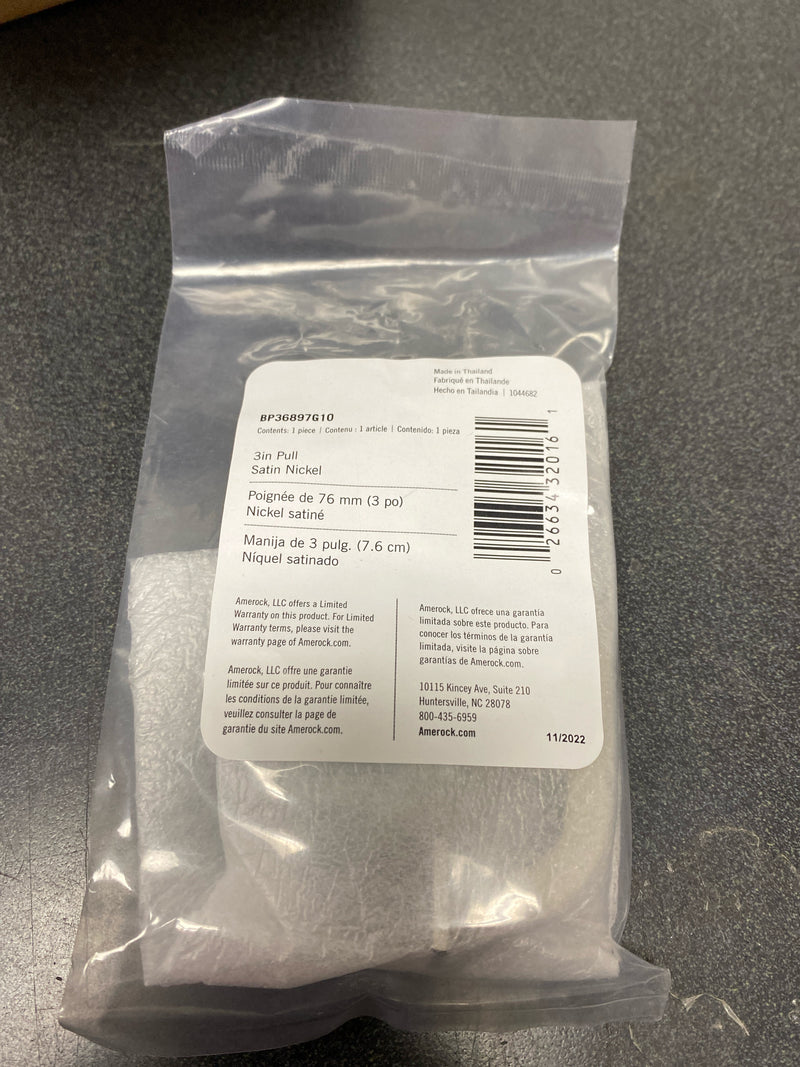 Made in Thailand
Fabriqué en Thaïlande
Hecho en Tailandia | 1044682
BP36897G10
Contents: 1 piece | Contenu : 1 article | Contenido: 1 pieza
3in Pull
Satin Nickel
Poignée de 76 mm (3 po)
Nickel satiné
Manija de 3 pulg. (7.6 cm)
Níquel satinado
0 26634 32016 1
Amerock, LLC offers a Limited
Warranty on this product. For Limited
Warranty terms, please visit the
warranty page of Amerock.com.
Amerock, LLC offre une garantie
limitée sur ce produit. Pour connaître
les conditions de la garantie limitée,
veuillez consulter la page de
garantie du site Amerock.com.
Amerock, LLC ofrece una garantía
limitada sobre este producto. Para
conocer los términos de la garantía
limitada, visite la página sobre
garantías de Amerock.com.
10115 Kincey Ave, Suite 210
Huntersville, NC 28078
800-435-6959
Amerock.com
11/2022